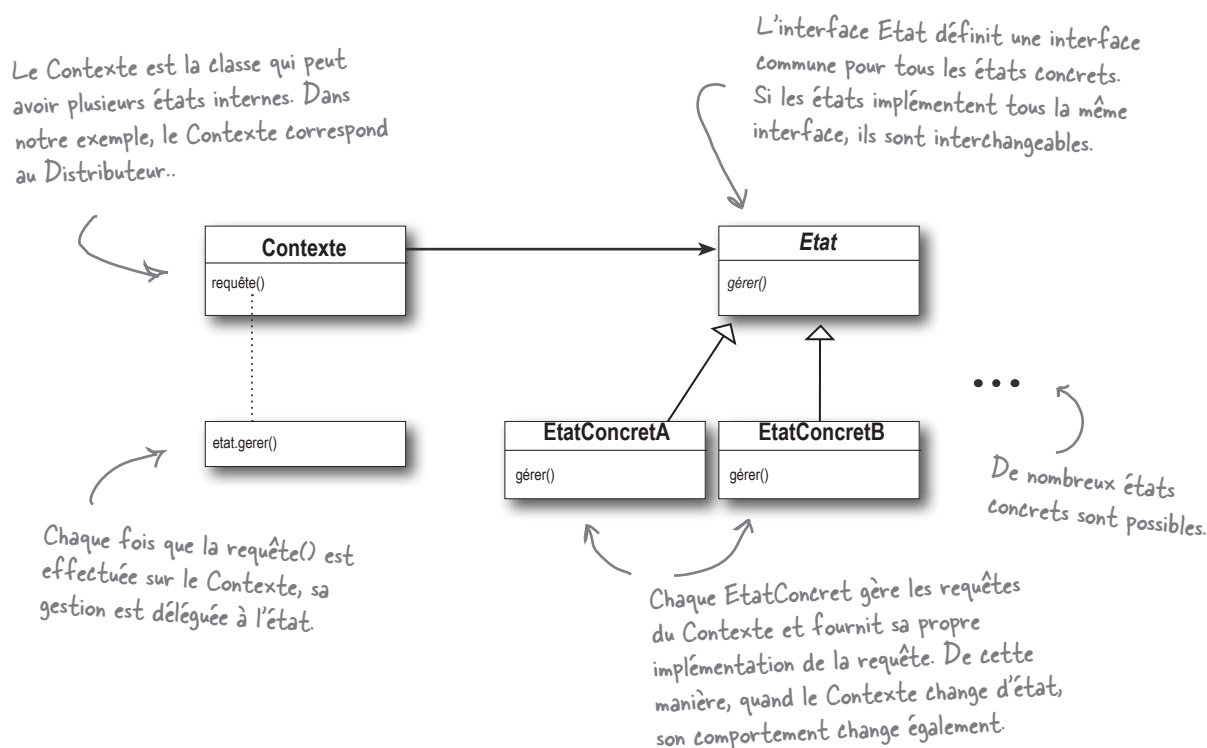 Le Contexte est la classe qui peut
avoir plusieurs états internes. Dans
notre exemple, le Contexte correspond
au Distributeur..
L'interface Etat définit une interface
commune pour tous les états concrets.
Si les états implémentent tous la même
interface, ils sont interchangeables.
Contexte
requête()
Etat
gérer()
etat.gerer()
EtatConcretA
gérer()
EtatConcretB
gérer()
• • •
De nombreux états
concrets sont possibles.
Chaque fois que la requête() est
effectuée sur le Contexte, sa
gestion est déléguée à l'état.
Chaque EtatConcret gère les requêtes
du Contexte et fournit sa propre
implémentation de la requête. De cette
manière, quand le Contexte change d'état,
son comportement change également.